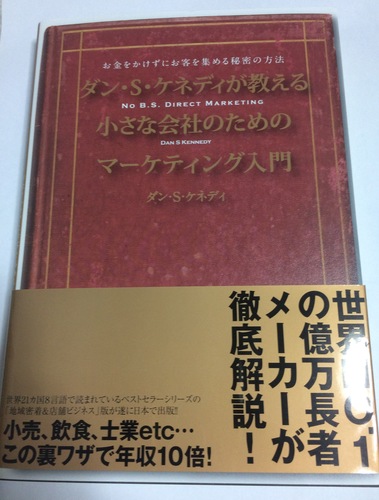 お金をかけずにお客を集める秘密の方法
ダン・S・ケネディが教える
NO B.S. DIRECT MARKETING
小さな会社のための
DAN S KENNEDY
マーケティング入門
ダン・S・ケネディ
世界NO.1
の億万長者
メーカーが
徹底解説!
世界21カ国8言語で読まれているベストセラーシリーズの
「地域密着&店舗ビジネス」版が遂に日本で出版!!
小売、飲食、士業etc…
この裏ワザで年収10倍!